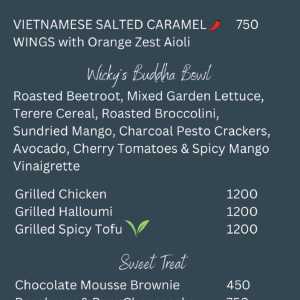 VIETNAMESE SALTED CARAMEL 750
WINGS with Orange Zest Aioli
Wicky's Buddha Bowl
Roasted Beetroot, Mixed Garden Lettuce,
Terere Cereal, Roasted Broccolini,
Sundried Mango, Charcoal Pesto Crackers,
Avocado, Cherry Tomatoes & Spicy Mango
Vinaigrette
Grilled Chicken 1200
Grilled Halloumi 1200
Grilled Spicy Tofu 1200
Sweet Treat
Chocolate Mousse Brownie 450